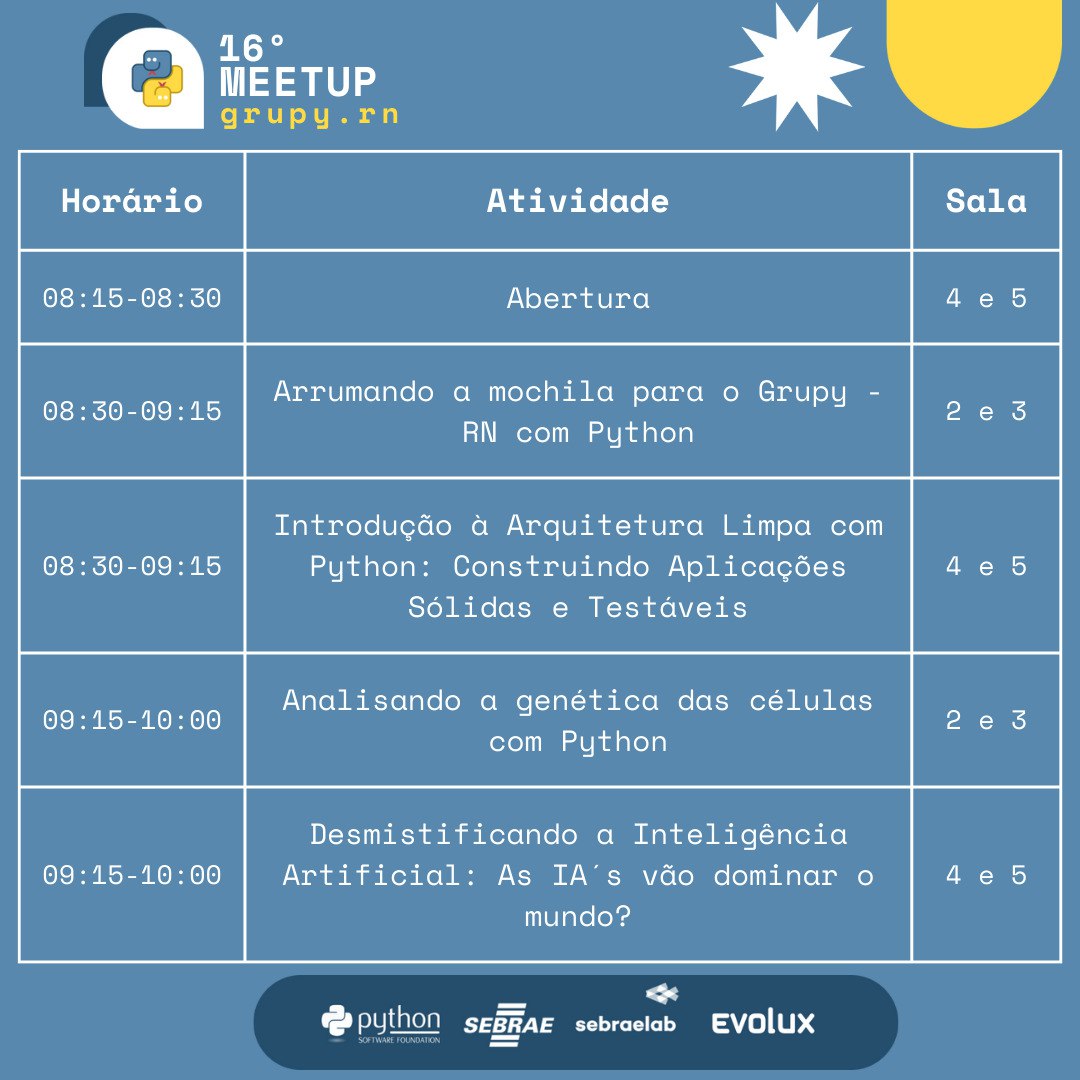 16°
MEETUP
grupy.rn
Horário Atividade Sala
08:15-08:30 Abertura 4 e 5
08:30-09:15 Arrumando a mochila para o Grupy -
RN com Python 2 e 3
08:30-09:15 Introdução à Arquitetura Limpa com
Python: Construindo Aplicações
Sólidas e Testáveis 4 e 5
09:15-10:00 Analisando a genética das células
com Python 2 e 3
09:15-10:00 Desmistificando a Inteligência
Artificial: As IA´s vão dominar o
mundo? 4 e 5
python
SOFTWARE FOUNDATION
SEBRAE
sebraelab
EVOLUX